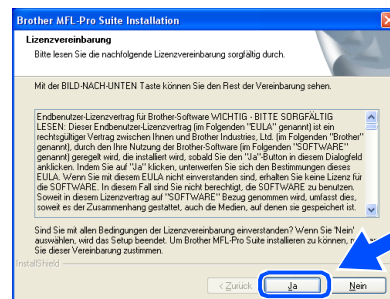 Brother MFL-Pro Suite Installation
Lizenzvereinbarung
Bitte lesen Sie die nachfolgende Lizenzvereinbarung sorgfältig durch.
Mit der BILD-NACH-UNTEN Taste können Sie den Rest der Vereinbarung sehen.
Endbenutzer-Lizenzvertrag für Brother-Software WICHTIG - BITTE SORGFÄLTIG
LESEN: Dieser Endbenutzer-Lizenzvertrag (im Folgenden "EULA" genannt) ist ein
rechtsgültiger Vertrag zwischen Ihnen und Brother Industries, Ltd. (im Folgenden "Brother"
genannt), durch den Ihre Nutzung der Brother-Software (im Folgenden "SOFTWARE"
genannt) geregelt wird, die installiert wird, sobald Sie den "Ja"-Button in diesem Dialogfeld
anklicken. Indem Sie auf "Ja" klicken, unterwerfen Sie sich den Bestimmungen dieses
EULA. Wenn Sie mit diesem EULA nicht einverstanden sind, erhalten Sie keine Lizenz für
die SOFTWARE. In diesem Fall sind Sie nicht berechtigt, die SOFTWARE zu benutzen.
Soweit in diesem Lizenzvertrag auf "SOFTWARE" Bezug genommen wird, umfasst dies,
soweit es der Zusammenhang gestattet, auch die Medien, auf denen sie gespeichert ist.
Sind Sie mit allen Bedingungen der Lizenzvereinbarung einverstanden? Wenn Sie 'Nein'
auswählen, wird das Setup beendet. Um Brother MFL-Pro Suite installieren zu können,
Sie dieser Vereinbarung zustimmen.
InstallShield
< Zurück
Ja
Nein